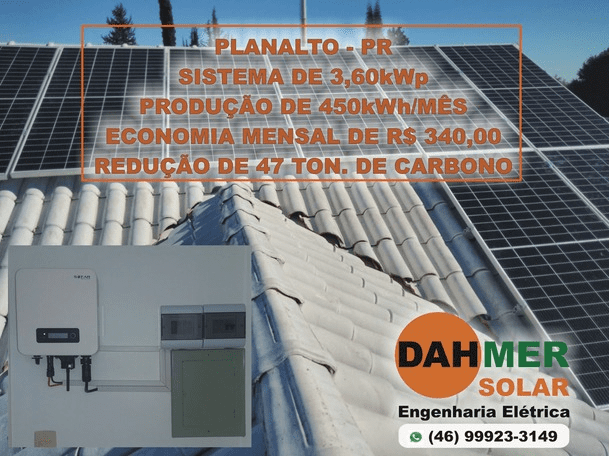 PLANALTO - PR
SISTEMA DE 3,60kWp
PRODUÇÃO DE 450kWh/MÊS
ECONOMIA MENSAL DE R$ 340,00
REDUÇÃO DE 47 TON. DE CARBONO
DAHMER
SOLAR
Engenharia Elétrica
(46) 99923-3149